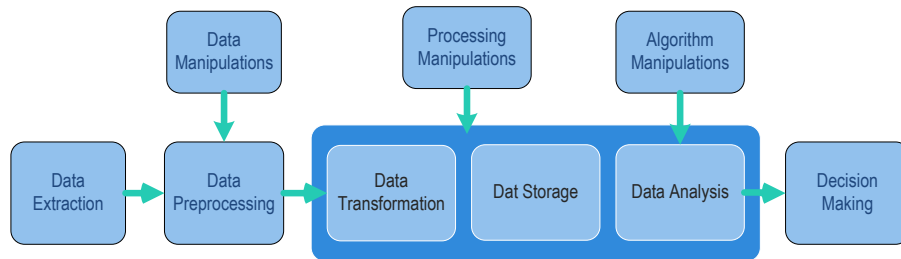 Data
Manipulations
Processing
Manipulations
Algorithm
Manipulations
Data
Extraction
Data
Preprocessing
Data
Transformation
Dat Storage
Data Analysis
Decision
Making